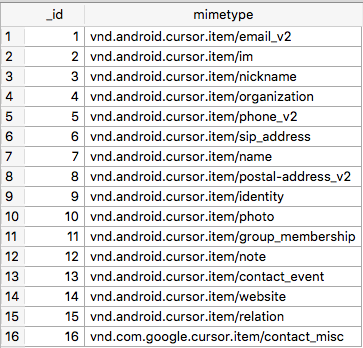 _id mimetype
1 1 vnd.android.cursor.item/email_v2
2 2 vnd.android.cursor.item/im
3 3 vnd.android.cursor.item/nickname
4 4 vnd.android.cursor.item/organization
5 5 vnd.android.cursor.item/phone_v2
6 6 vnd.android.cursor.item/sip_address
7 7 vnd.android.cursor.item/name
8 8 vnd.android.cursor.item/postal-address_v2
9 9 vnd.android.cursor.item/identity
10 10 vnd.android.cursor.item/photo
11 11 vnd.android.cursor.item/group_membership
12 12 vnd.android.cursor.item/note
13 13 vnd.android.cursor.item/contact_event
14 14 vnd.android.cursor.item/website
15 15 vnd.android.cursor.item/relation
16 16 vnd.com.google.cursor.item/contact_misc